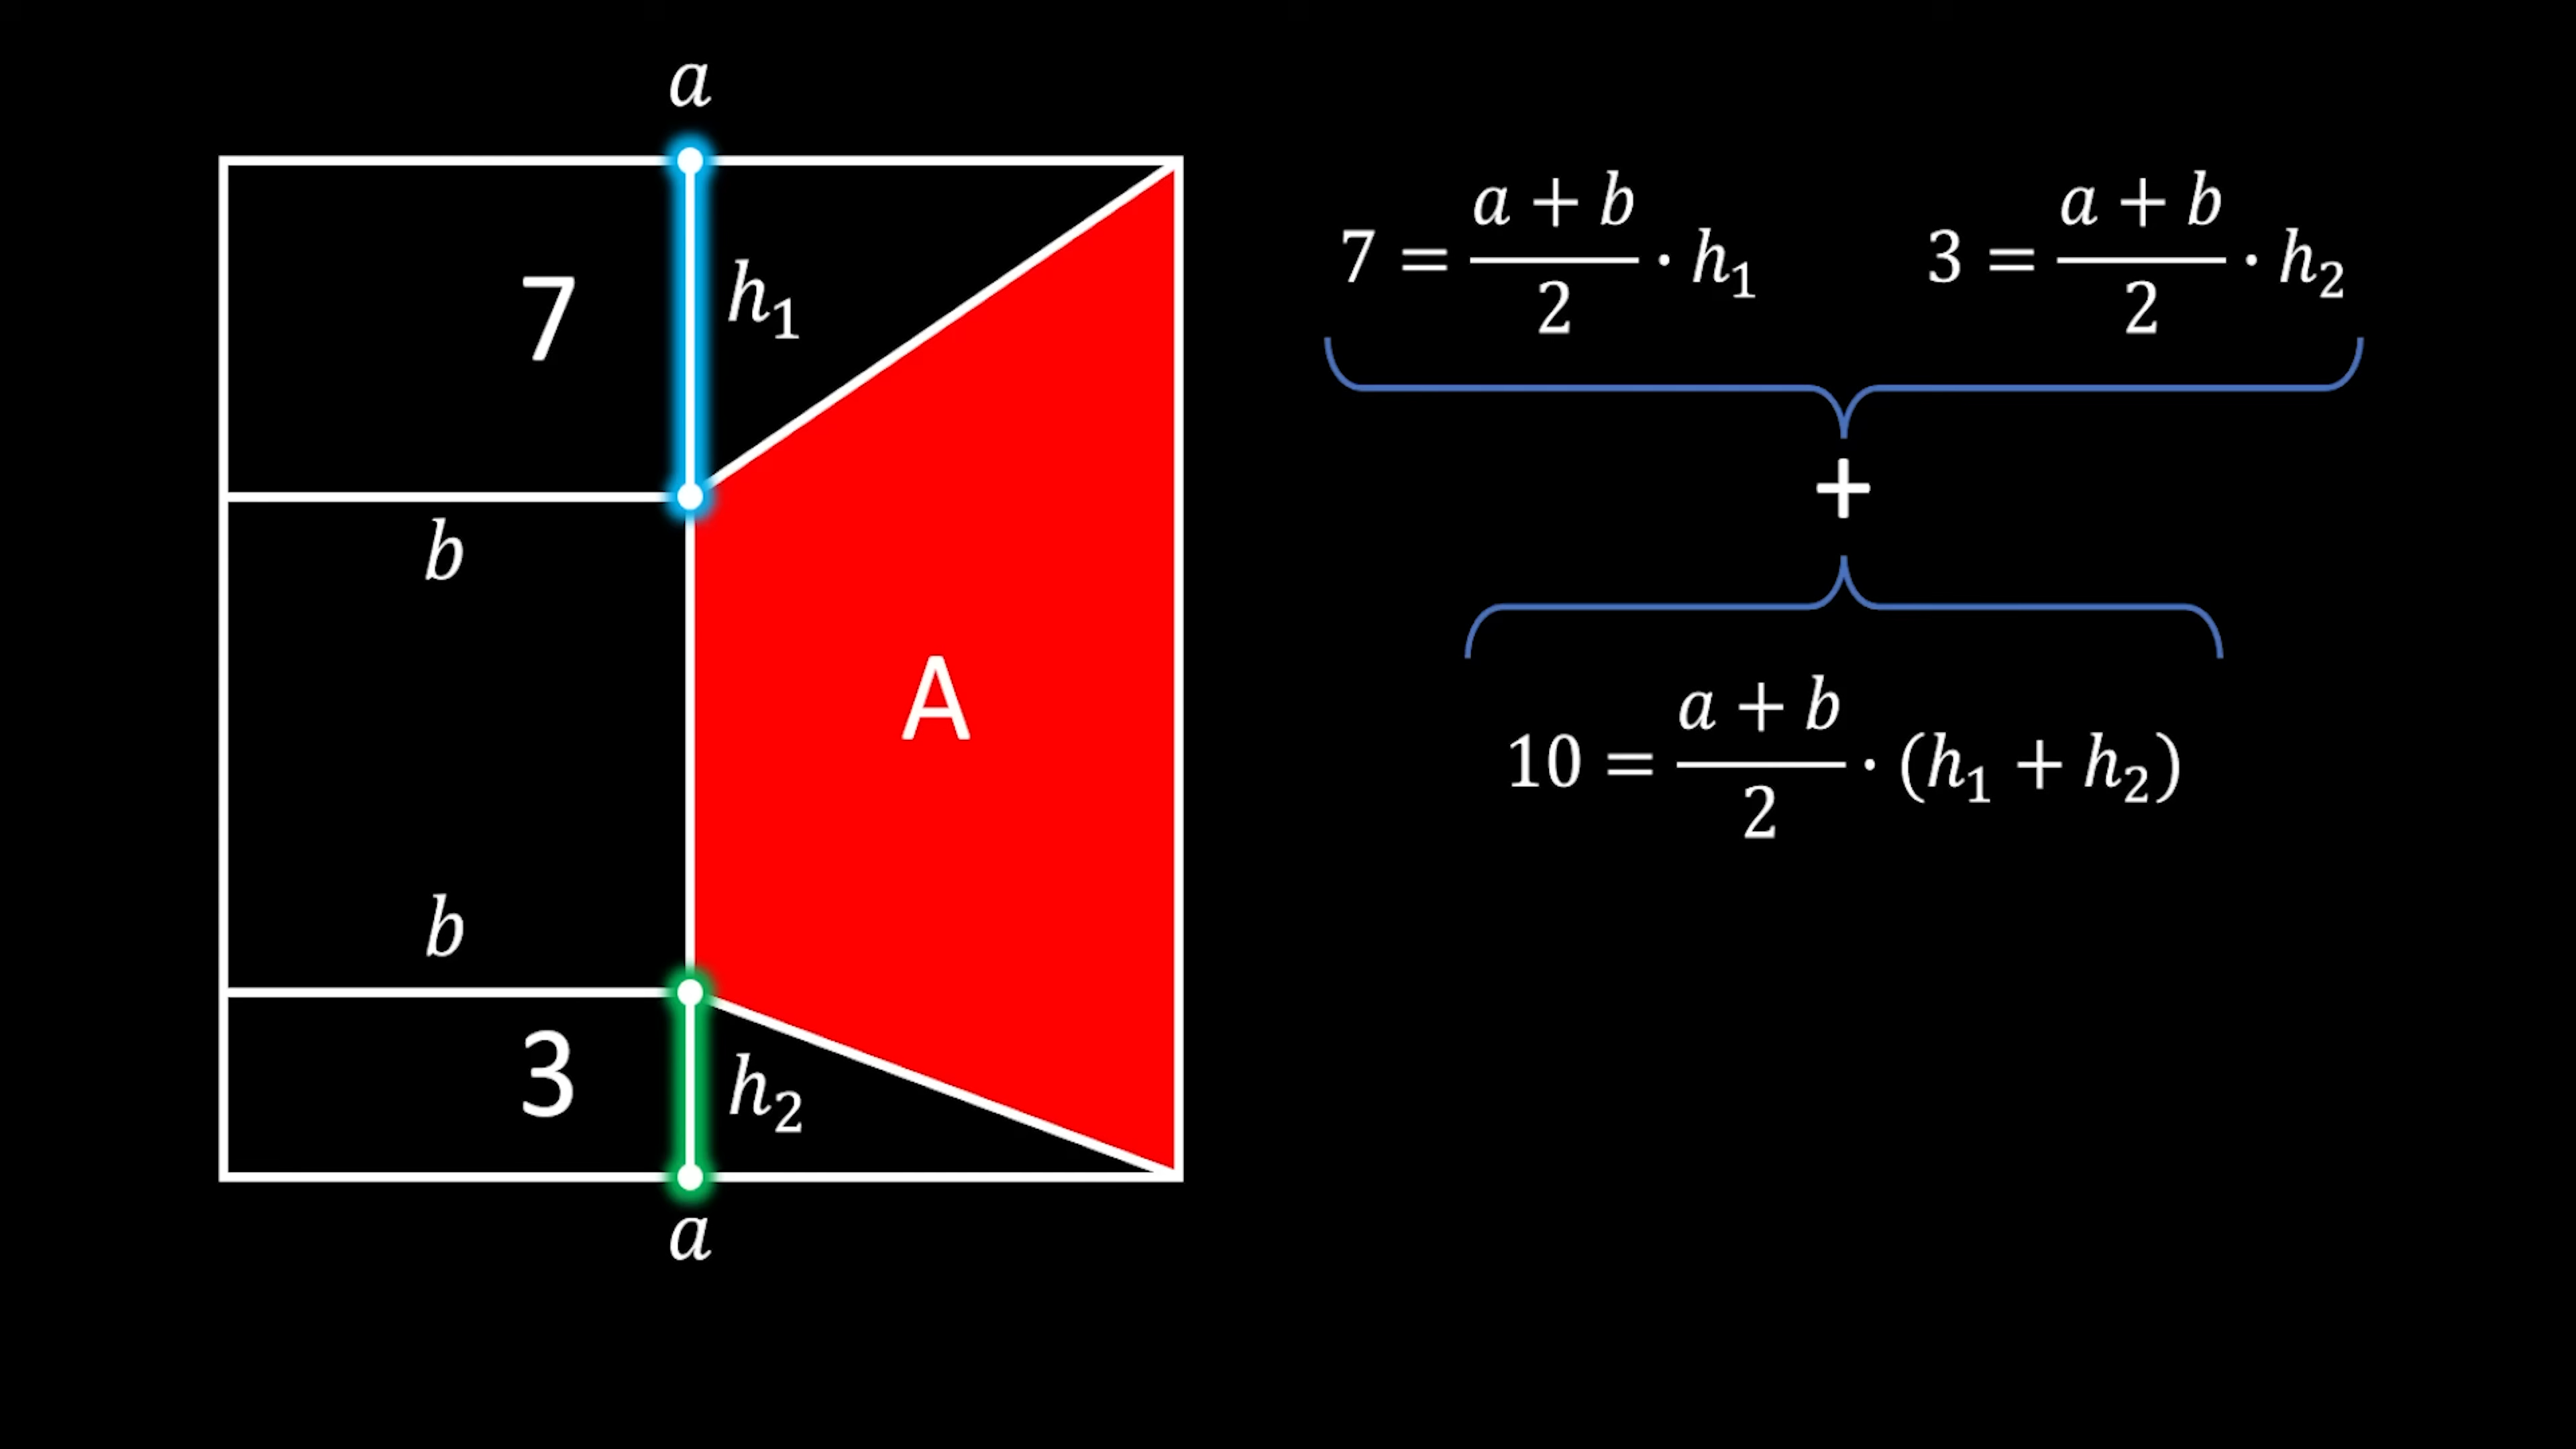 a
7
h₁
b
A
b
3
h₂
a
7 = (a + b)/2 · h₁
3 = (a + b)/2 · h₂
+
10 = (a + b)/2 · (h₁ + h₂)